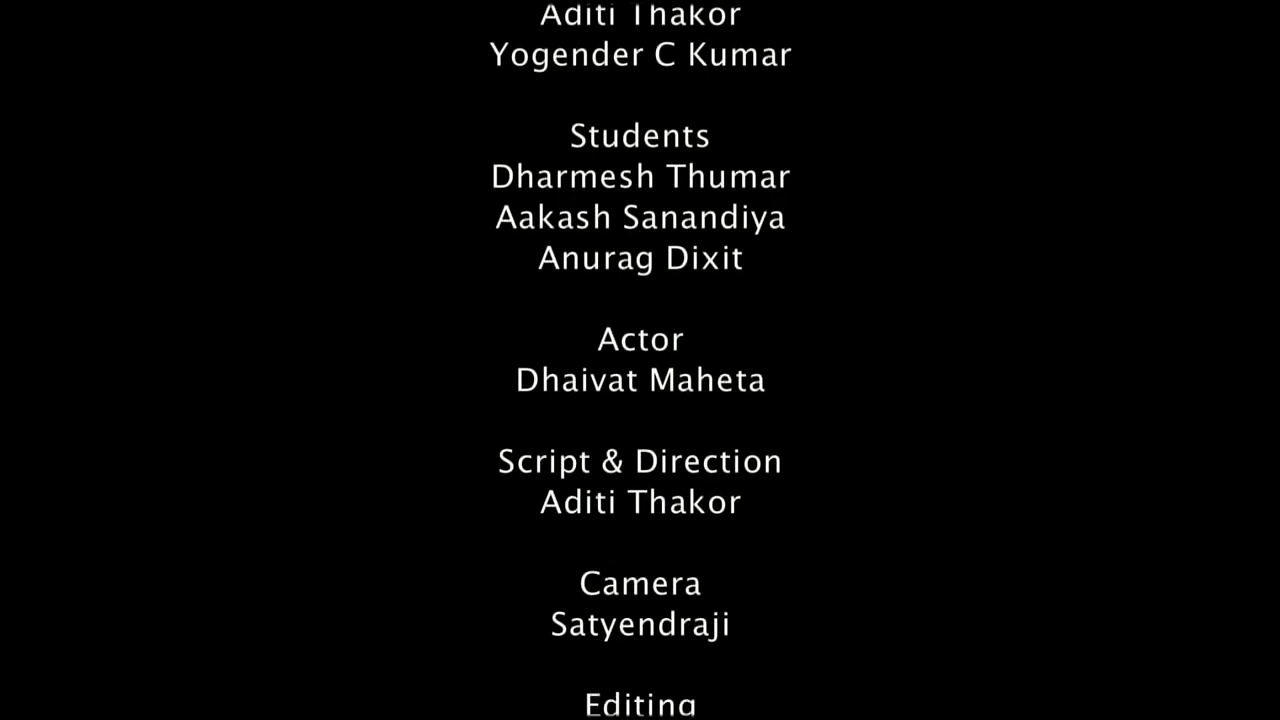 Aditi Thakor
Yogender C Kumar
Students
Dharmesh Thumar
Aakash Sanandiya
Anurag Dixit
Actor
Dhaivat Maheta
Script & Direction
Aditi Thakor
Camera
Satyendraji
Editing